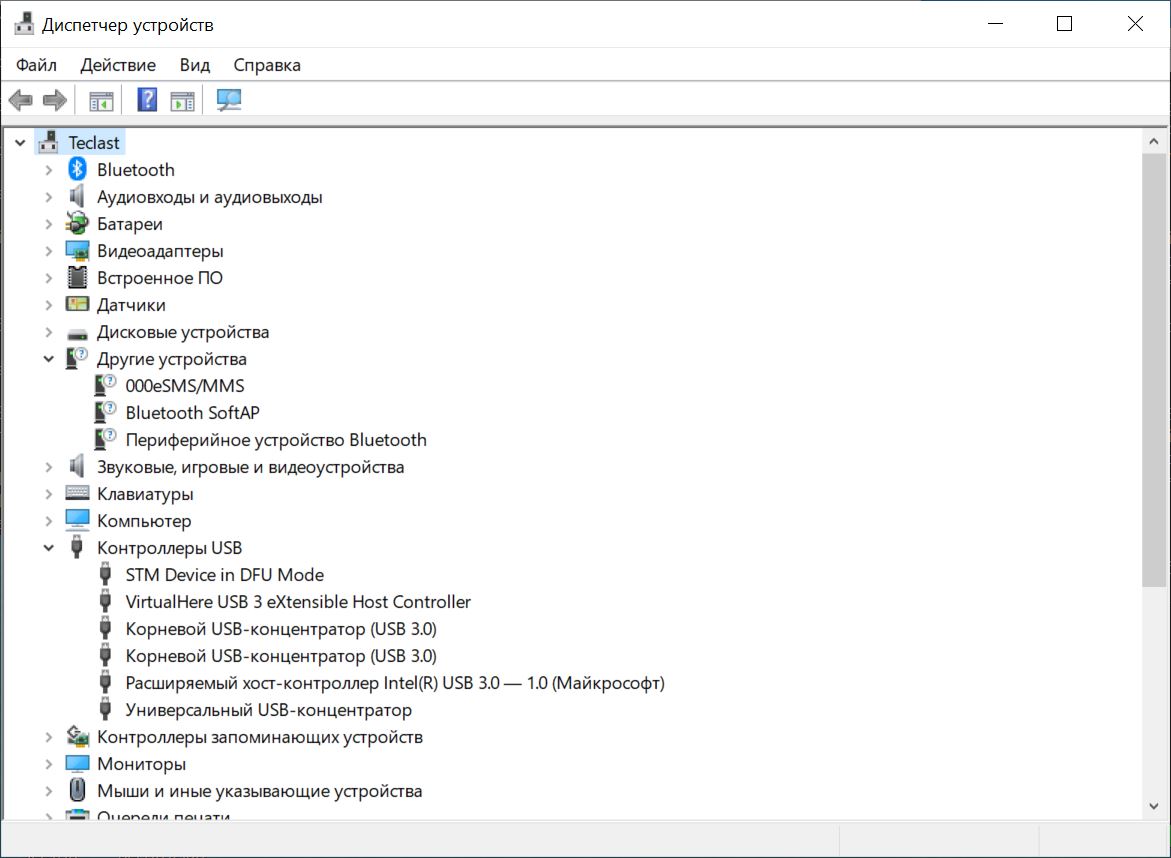 Диспетчер устройств
Файл Действие Вид Справка
Teclast
Bluetooth
Аудиовходы и аудиовыходы
Батареи
Видеоадаптеры
Встроенное ПО
Датчики
Дисковые устройства
Другие устройства
000eSMS/MMS
Bluetooth SoftAP
Периферийное устройство Bluetooth
Звуковые, игровые и видеоустройства
Клавиатуры
Компьютер
Контроллеры USB
STM Device in DFU Mode
VirtualHere USB 3 eXtensible Host Controller
Корневой USB-концентратор (USB 3.0)
Корневой USB-концентратор (USB 3.0)
Расширяемый хост-контроллер Intel(R) USB 3.0 — 1.0 (Майкрософт)
Универсальный USB-концентратор
Контроллеры запоминающих устройств
Мониторы
Мыши и иные указывающие устройства
Очереди печати